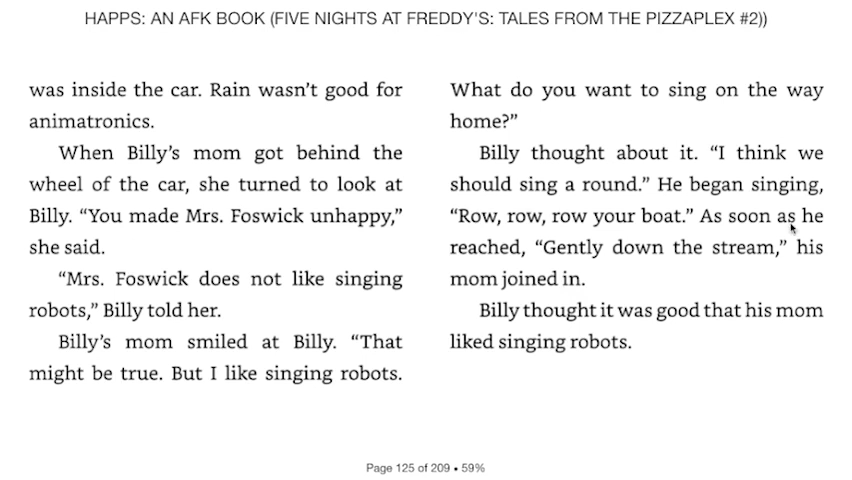 HAPPS: AN AFK BOOK (FIVE NIGHTS AT FREDDY'S: TALES FROM THE PIZZAPLEX #2))
was inside the car. Rain wasn’t good for
animatronics.
When Billy’s mom got behind the
wheel of the car, she turned to look at
Billy. “You made Mrs. Foswick unhappy,”
she said.
“Mrs. Foswick does not like singing
robots,” Billy told her.
Billy’s mom smiled at Billy. “That
might be true. But I like singing robots.
What do you want to sing on the way
home?”
Billy thought about it. “I think we
should sing a round.” He began singing,
“Row, row, row your boat.” As soon as he
reached, “Gently down the stream,” his
mom joined in.
Billy thought it was good that his mom
liked singing robots.
Page 125 of 209 • 59%